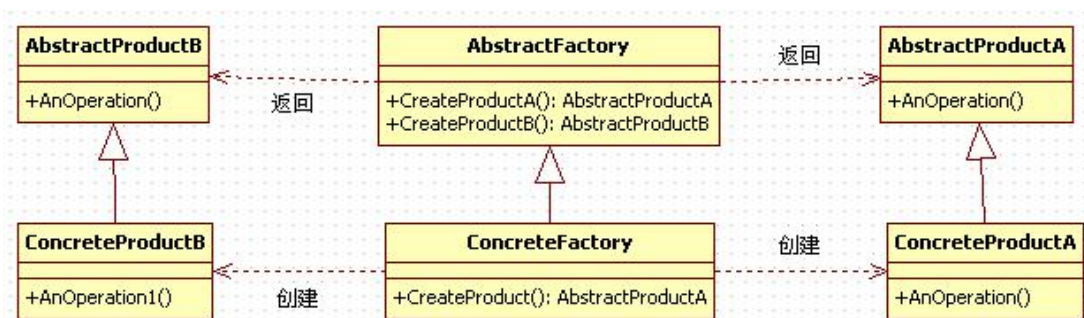 AbstractProductB
+AnOperation()
AbstractFactory
+CreateProductA(): AbstractProductA
+CreateProductB(): AbstractProductB
AbstractProductA
+AnOperation()
返回
返回
ConcreteProductB
+AnOperation1()
ConcreteFactory
+CreateProduct(): AbstractProductA
ConcreteProductA
+AnOperation()
创建
创建